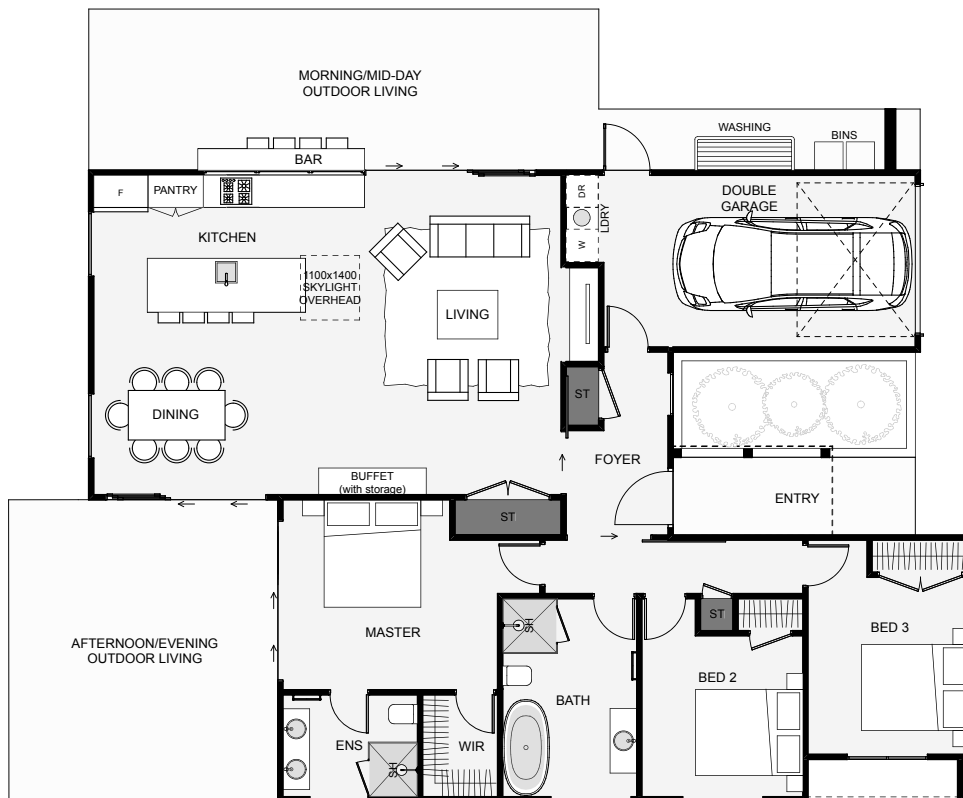 MORNING/MID-DAY
OUTDOOR LIVING
WASHING
BINS
BAR
F
PANTRY
DR
LDRY
W
DOUBLE
GARAGE
KITCHEN
1100x1400
SKYLIGHT
OVERHEAD
LIVING
ST
DINING
FOYER
BUFFET
(with storage)
ST
ENTRY
MASTER
SH
ST
BED 3
AFTERNOON/EVENING
OUTDOOR LIVING
BED 2
BATH
ENS
WIR
SH